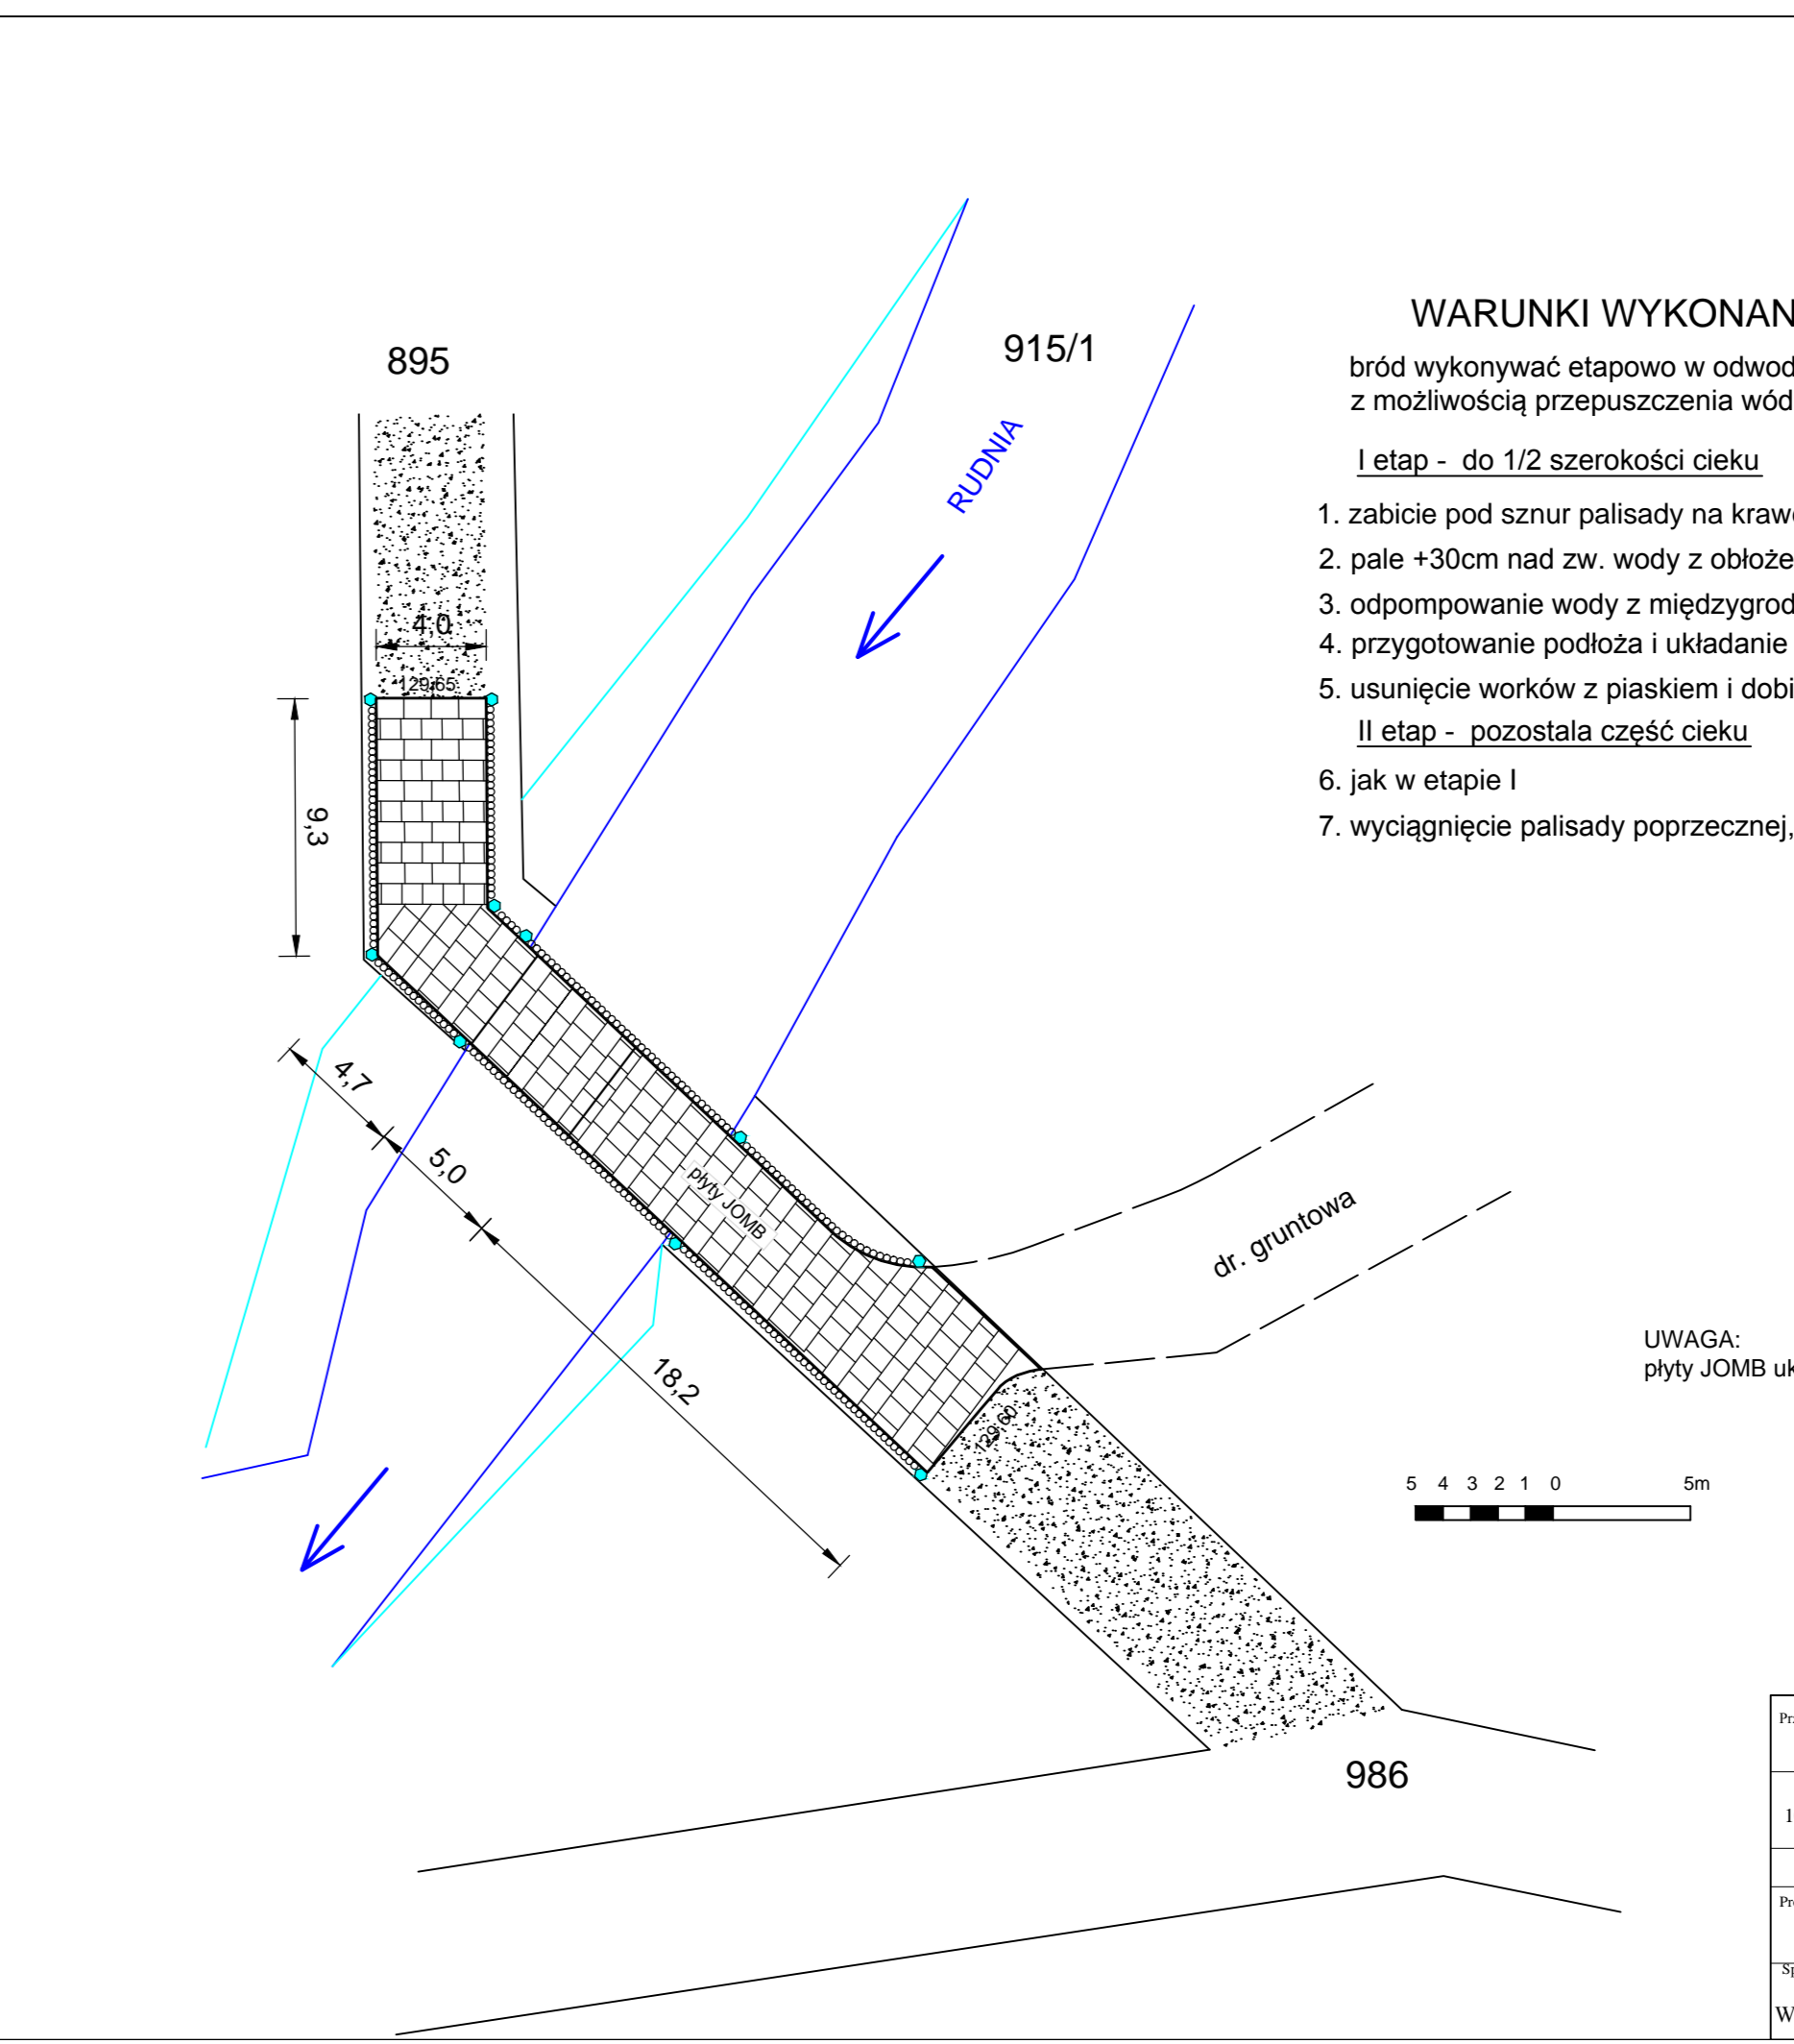 895
915/1
RUDNIA
WARUNKI WYKONAN
bród wykonywać etapowo w odwod
z możliwością przepuszczenia wód
I etap - do 1/2 szerokości cieku
1. zabicie pod sznur palisady na kraw
2. pale +30cm nad zw. wody z obłoże
3. odpompowanie wody z międzygrod
4. przygotowanie podłoża i układanie
5. usunięcie worków z piaskiem i dobi
II etap - pozostala część cieku
6. jak w etapie I
7. wyciągnięcie palisady poprzecznej,
4,0
129,65
9,3
4,7
5,0
18,2
płyty JOMB
dr. gruntowa
129,60
UWAGA:
płyty JOMB uk
5 4 3 2 1 0 5m
986
Pr
1
Pr
Sp
W